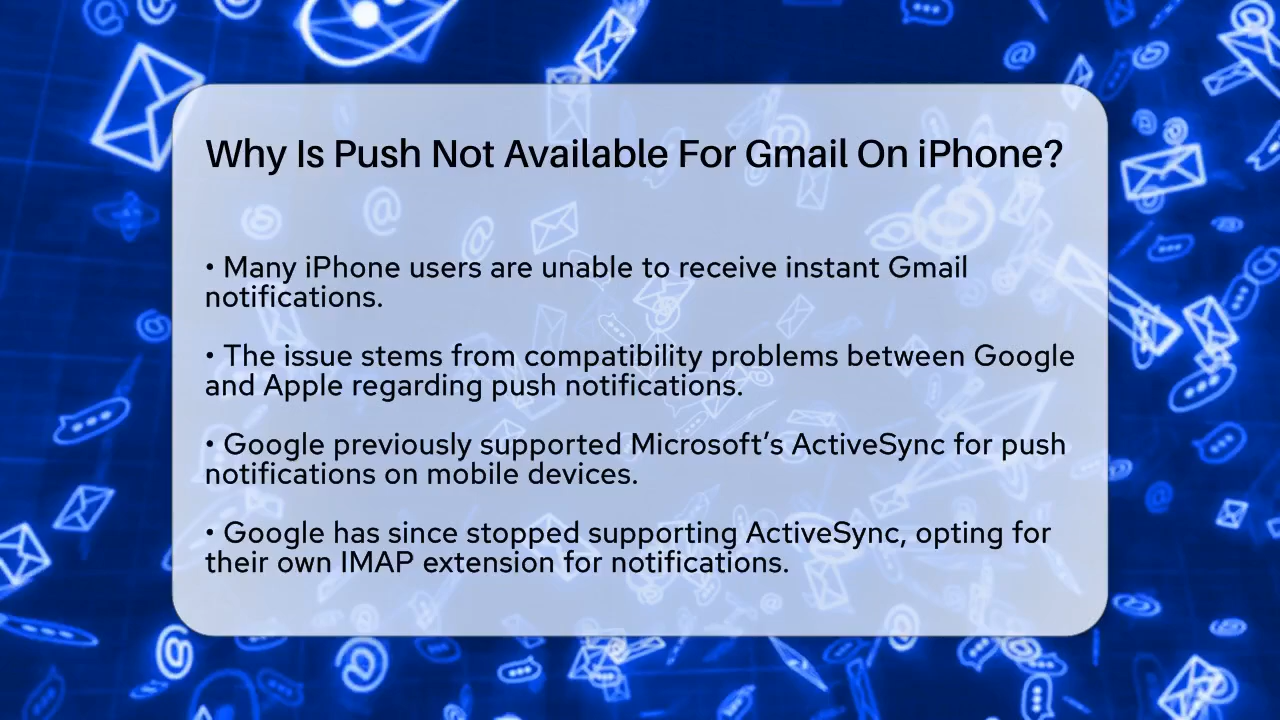 Why Is Push Not Available For Gmail On iPhone?
• Many iPhone users are unable to receive instant Gmail
notifications.
• The issue stems from compatibility problems between Google
and Apple regarding push notifications.
• Google previously supported Microsoft’s ActiveSync for push
notifications on mobile devices.
• Google has since stopped supporting ActiveSync, opting for
their own IMAP extension for notifications.